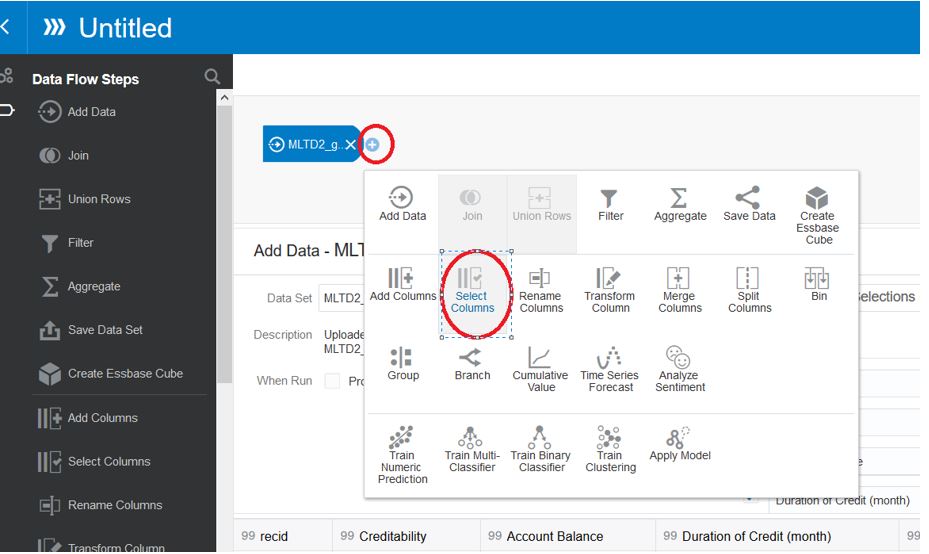 Untitled
Data Flow Steps
Add Data
Join
Union Rows
Filter
Aggregate
Save Data Set
Create Essbase Cube
Add Columns
Select Columns
Rename Columns
Transform Column
MLTD2_g..
Add Data
Join
Union Rows
Filter
Aggregate
Save Data
Create
Essbase
Cube
Add Columns
Select
Columns
Rename
Columns
Transform
Column
Merge
Columns
Split
Columns
Bin
Group
Branch
Cumulative
Value
Time Series
Forecast
Analyze
Sentiment
Train
Numeric
Prediction
Train Multi-
Classifier
Train Binary
Classifier
Train
Clustering
Apply Model
Add Data - MLT
Data Set
MLTD2_
Description
Uploade
MLTD2_
When Run
Pro
elections
Duration of Credit (month)
99 recid
99 Creditability
99 Account Balance
99 Duration of Credit (month)
99